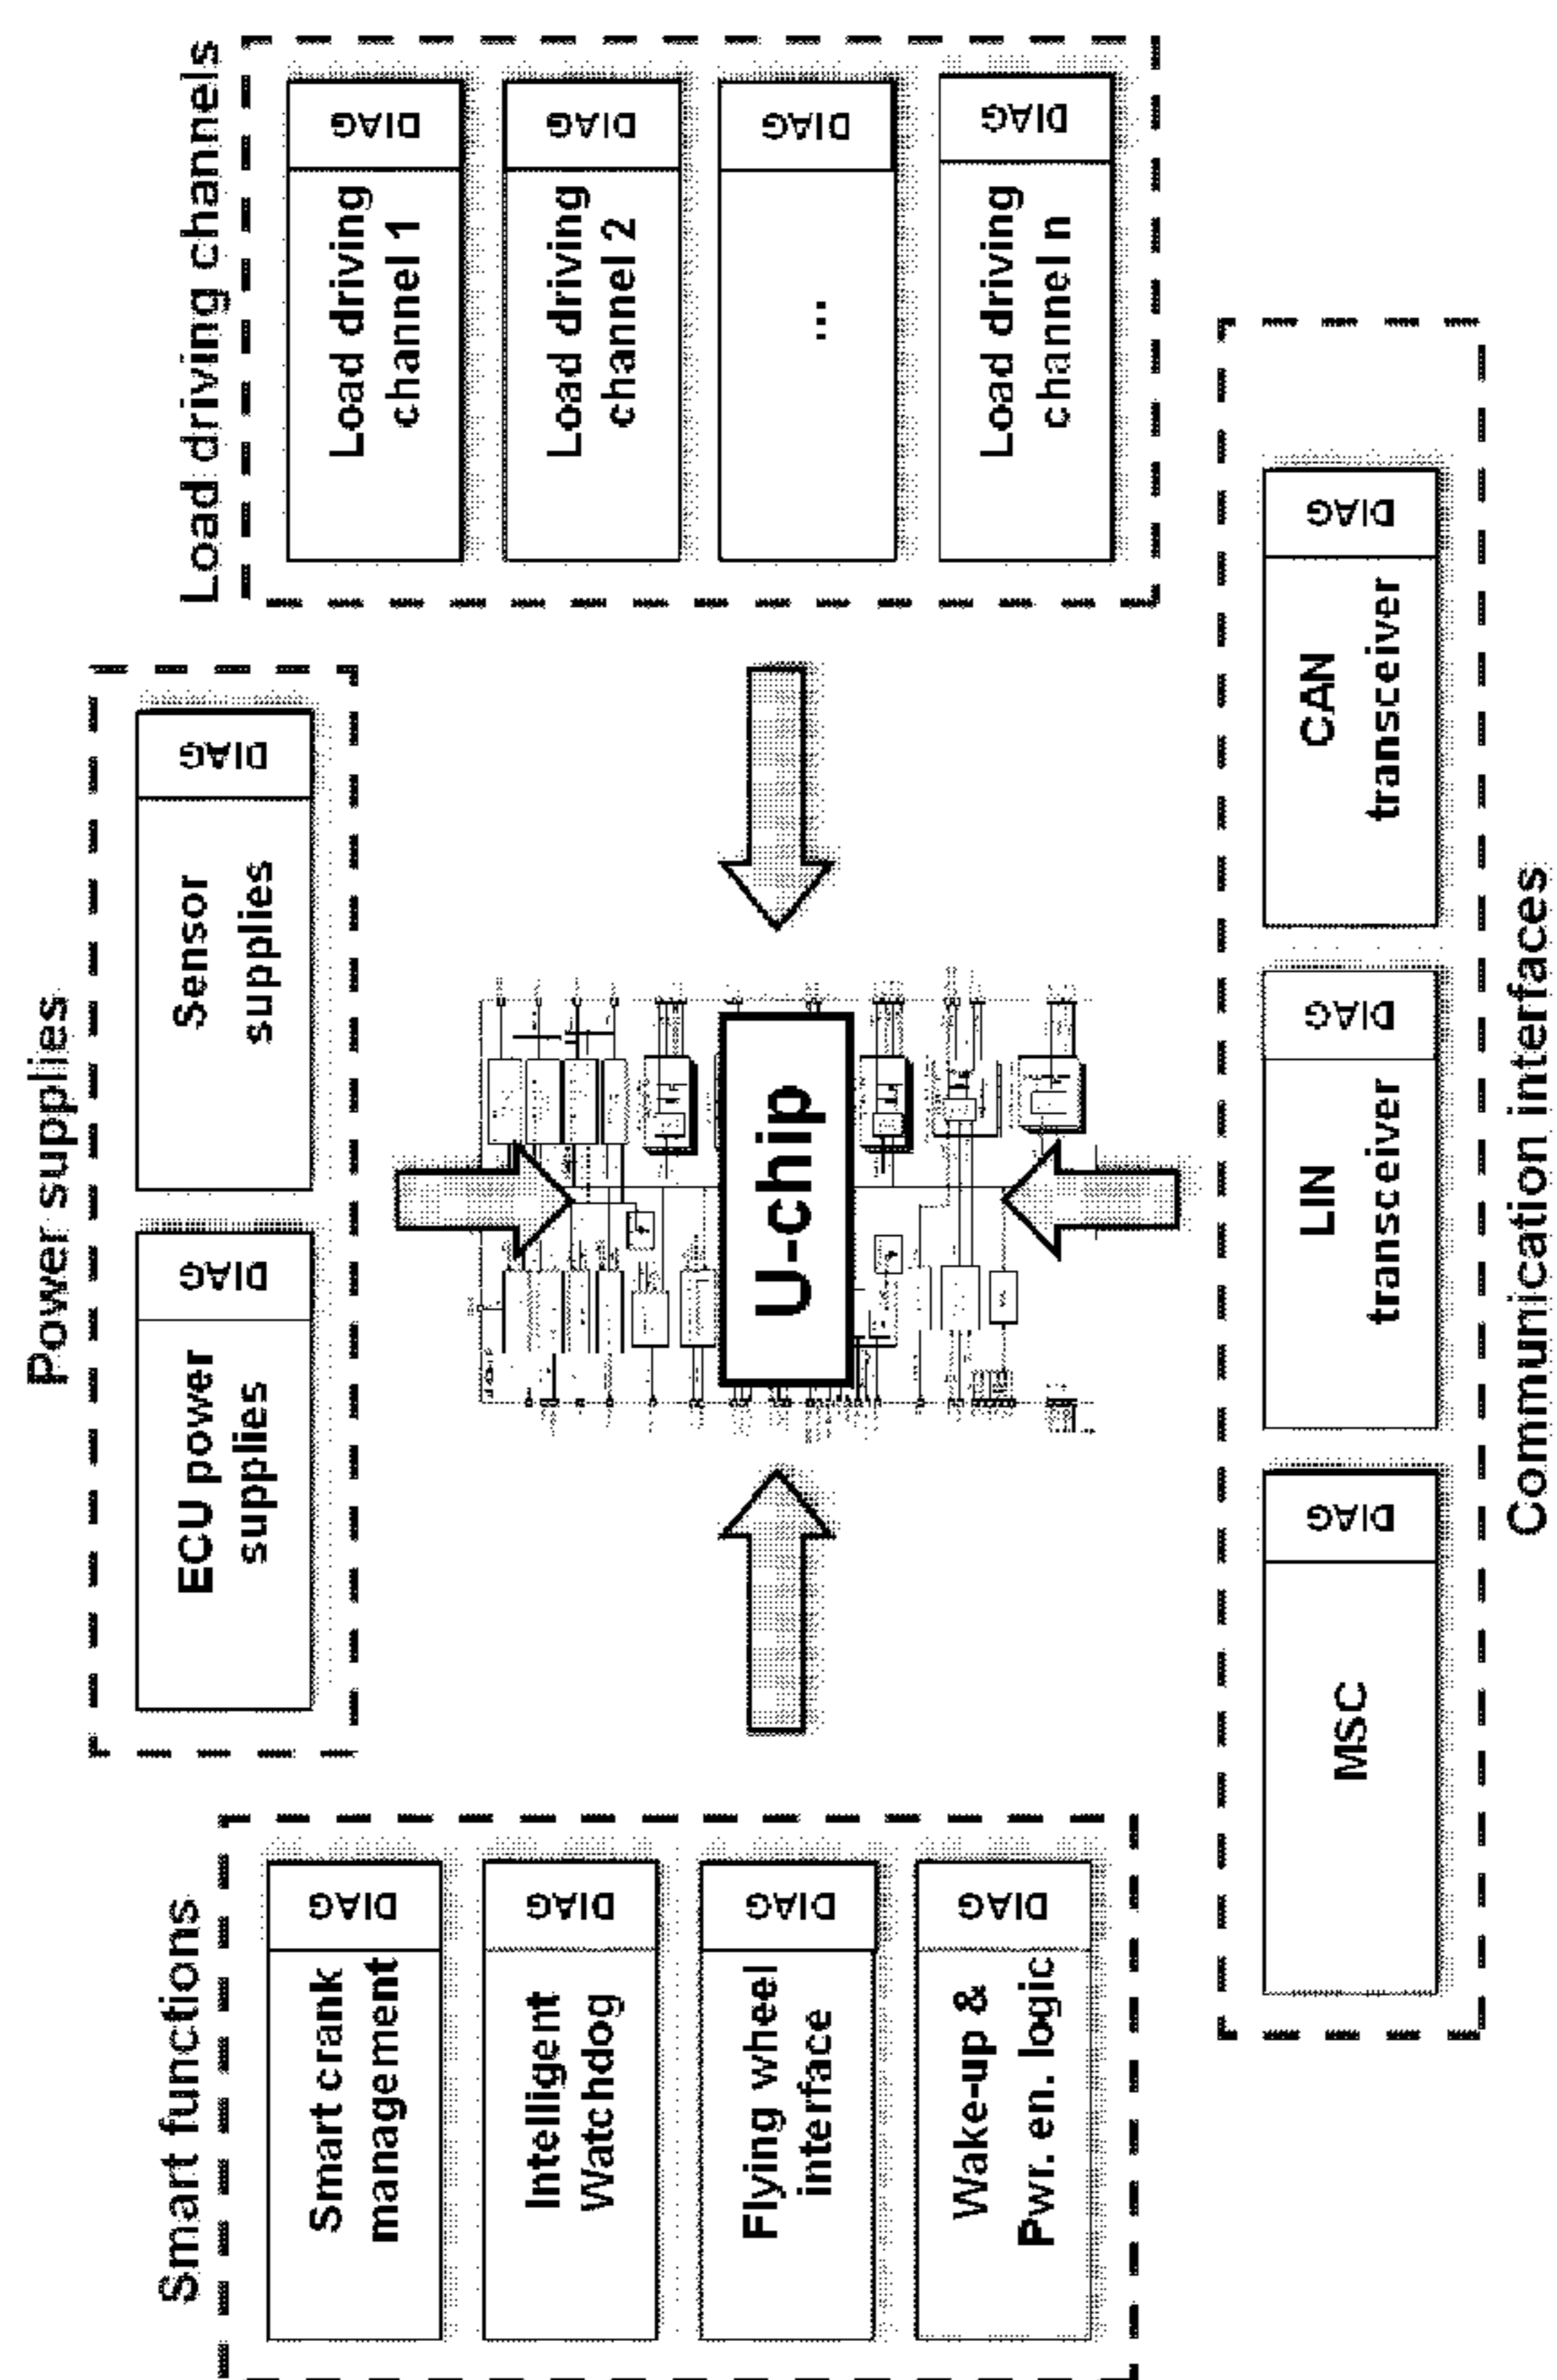 Power supplies
ECU power
supplies
DIAG
Sensor
supplies
DIAG
Smart functions
Smart crank
management
DIAG
Intelligent
Watchdog
DIAG
Flying wheel
interface
DIAG
Wake-up &
Pwr. en. logic
DIAG
U-chip
Load driving channels
Load driving
channel 1
DIAG
Load driving
channel 2
DIAG
...
DIAG
Load driving
channel n
DIAG
MSC
DIAG
LIN
transceiver
DIAG
CAN
transceiver
DIAG
Communication interfaces